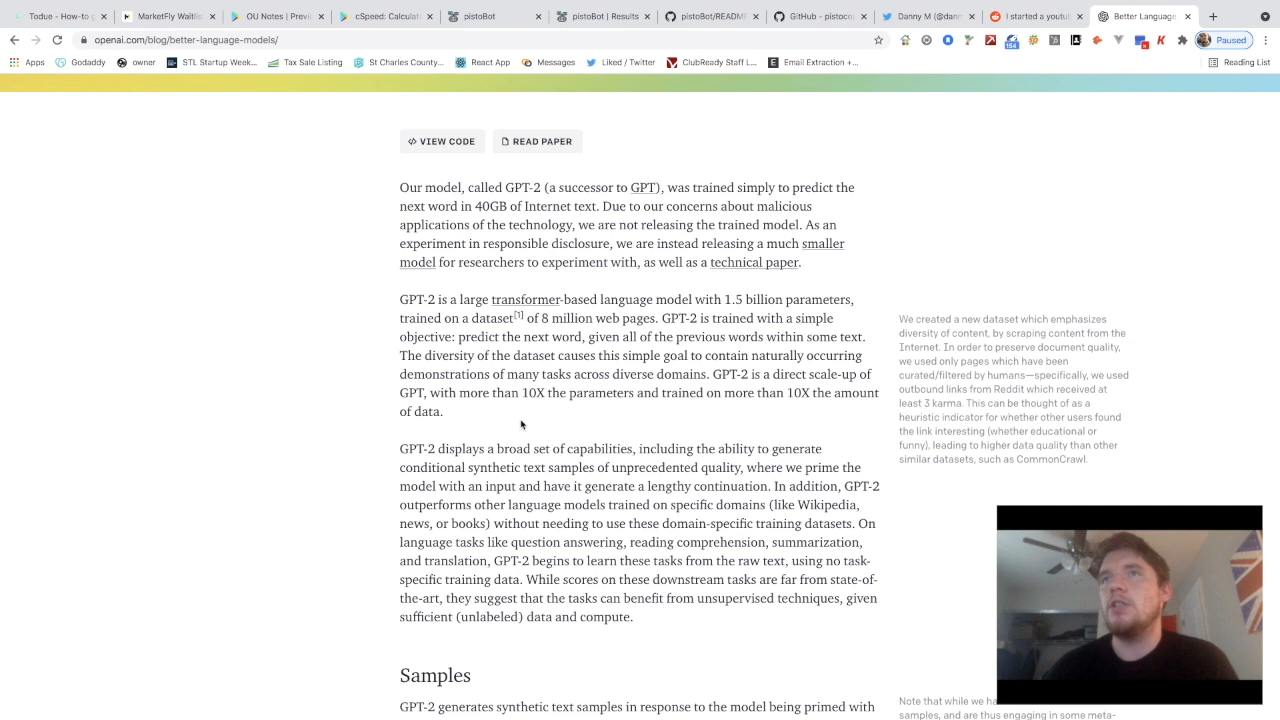 Todue - How-to g
MarketFly Waitlis
OU Notes | Previ
cSpeed: Calculat
pistoBot
pistoBot | Results
pistoBot/README
GitHub - pistocop
Danny M (@dann
I started a youtub
Better Language
openai.com/blog/better-language-models/
154
Paused
Apps
Godaddy
owner
STL Startup Week...
Tax Sale Listing
St Charles County...
React App
Messages
Liked / Twitter
ClubReady Staff L...
Email Extraction +...
Reading List
VIEW CODE
READ PAPER
Our model, called GPT-2 (a successor to GPT), was trained simply to predict the
next word in 40GB of Internet text. Due to our concerns about malicious
applications of the technology, we are not releasing the trained model. As an
experiment in responsible disclosure, we are instead releasing a much smaller
model for researchers to experiment with, as well as a technical paper.
GPT-2 is a large transformer-based language model with 1.5 billion parameters,
trained on a dataset[1] of 8 million web pages. GPT-2 is trained with a simple
objective: predict the next word, given all of the previous words within some text.
The diversity of the dataset causes this simple goal to contain naturally occurring
demonstrations of many tasks across diverse domains. GPT-2 is a direct scale-up of
GPT, with more than 10X the parameters and trained on more than 10X the amount
of data.
We created a new dataset which emphasizes
diversity of content, by scraping content from the
Internet. In order to preserve document quality,
we used only pages which have been
curated/filtered by humans—specifically, we used
outbound links from Reddit which received at
least 3 karma. This can be thought of as a
heuristic indicator for whether other users found
the link interesting (whether educational or
funny), leading to higher data quality than other
similar datasets, such as CommonCrawl.
GPT-2 displays a broad set of capabilities, including the ability to generate
conditional synthetic text samples of unprecedented quality, where we prime the
model with an input and have it generate a lengthy continuation. In addition, GPT-2
outperforms other language models trained on specific domains (like Wikipedia,
news, or books) without needing to use these domain-specific training datasets. On
language tasks like question answering, reading comprehension, summarization,
and translation, GPT-2 begins to learn these tasks from the raw text, using no task-
specific training data. While scores on these downstream tasks are far from state-of-
the-art, they suggest that the tasks can benefit from unsupervised techniques, given
sufficient (unlabeled) data and compute.
Samples
GPT-2 generates synthetic text samples in response to the model being primed with
Note that while we ha
samples, and are thus engaging in some meta-